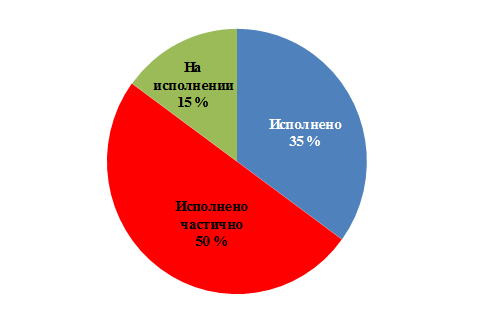 На
исполнении
15 %
Исполнено
35 %
Исполнено
частично
50 %